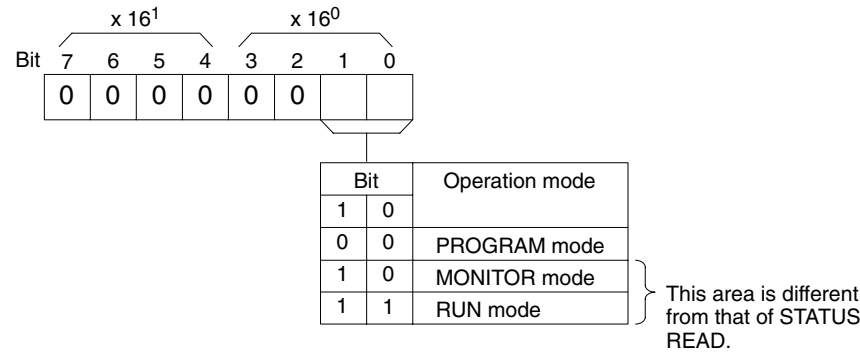 x 16¹ x 16⁰
Bit 7 6 5 4 3 2 1 0
0 0 0 0 0 0
Bit Operation mode
1 0
0 0 PROGRAM mode
1 0 MONITOR mode
1 1 RUN mode
This area is different
from that of STATUS
READ.